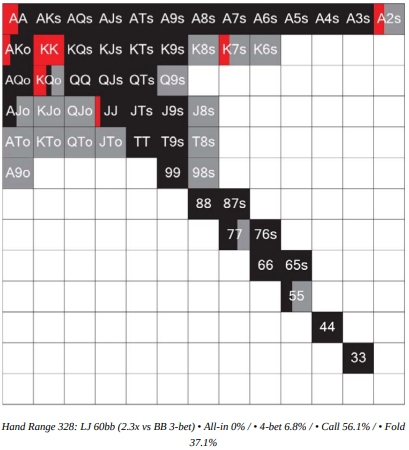 AA AKs AQs AJs ATs A9s A8s A7s A6s A5s A4s A3s A2s
AKo KK KQs KJs KTs K9s K8s K7s K6s
AQo KQo QQ QJs QTs Q9s
AJo KJo QJo JJ JTs J9s J8s
ATo KTo QTo JTo TT T9s T8s
A9o 99 98s
88 87s
77 76s
66 65s
55
44
33
Hand Range 328: LJ 60bb (2.3x vs BB 3-bet) • All-in 0% / • 4-bet 6.8% / • Call 56.1% / • Fold
37.1%